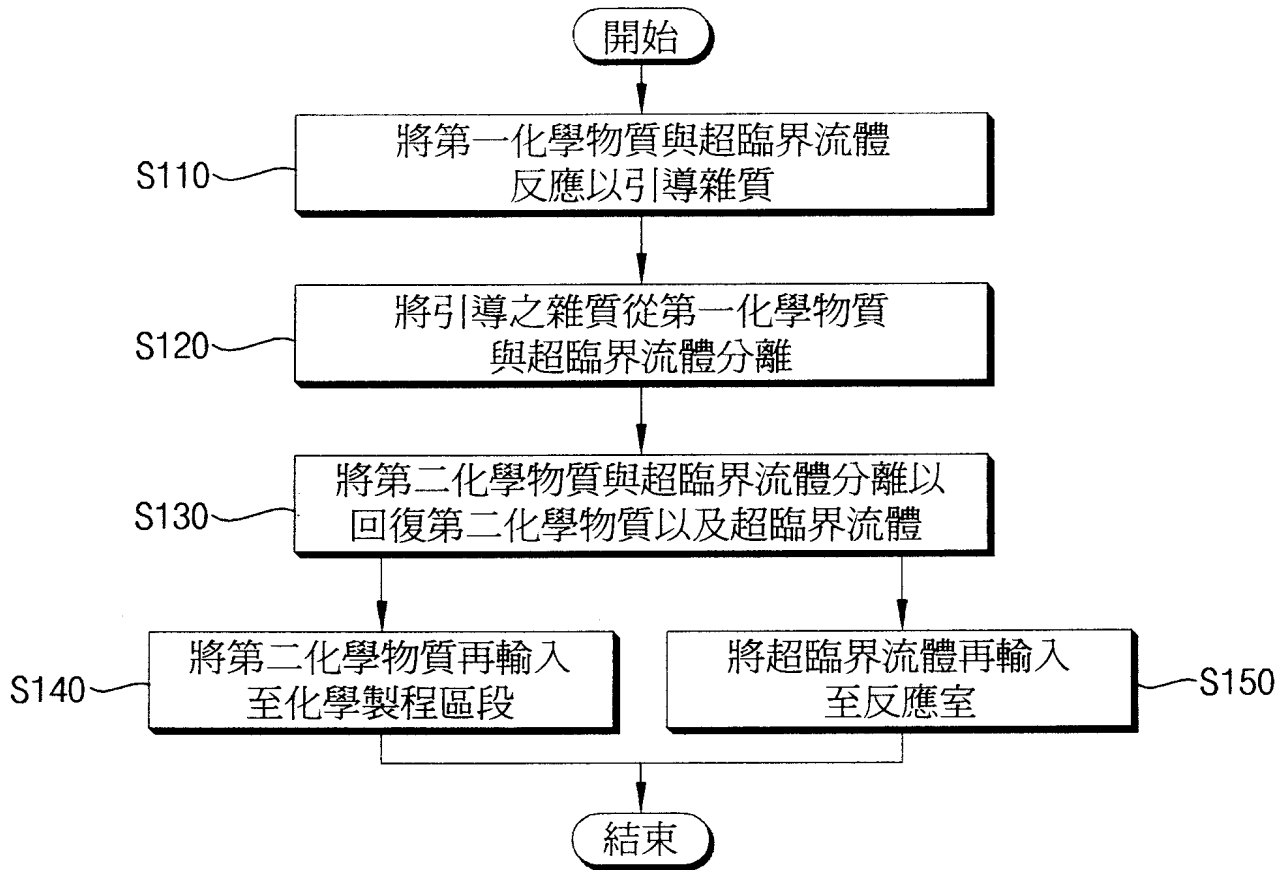 開始
S110
將第一化學物質與超臨界流體
反應以引導雜質
S120
將引導之雜質從第一化學物質
與超臨界流體分離
S130
將第二化學物質與超臨界流體分離以
回復第二化學物質以及超臨界流體
S140
將第二化學物質再輸入
至化學製程區段
將超臨界流體再輸入
至反應室
S150
結束